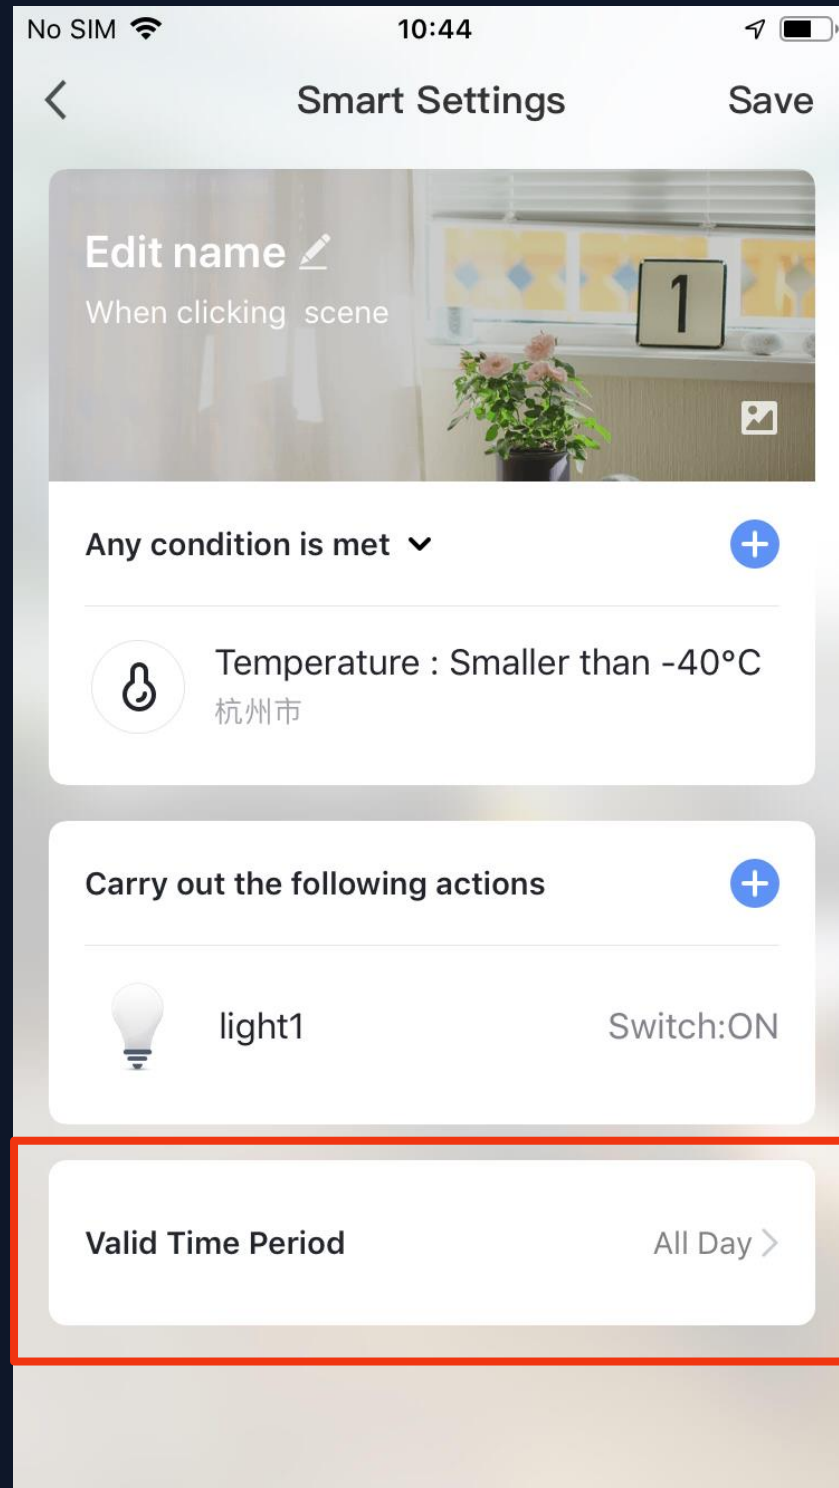 No SIM 10:44
Smart Settings Save
Edit name
When clicking scene
1
Any condition is met
Temperature : Smaller than -40°C
杭州市
Carry out the following actions
light1 Switch:ON
Valid Time Period All Day